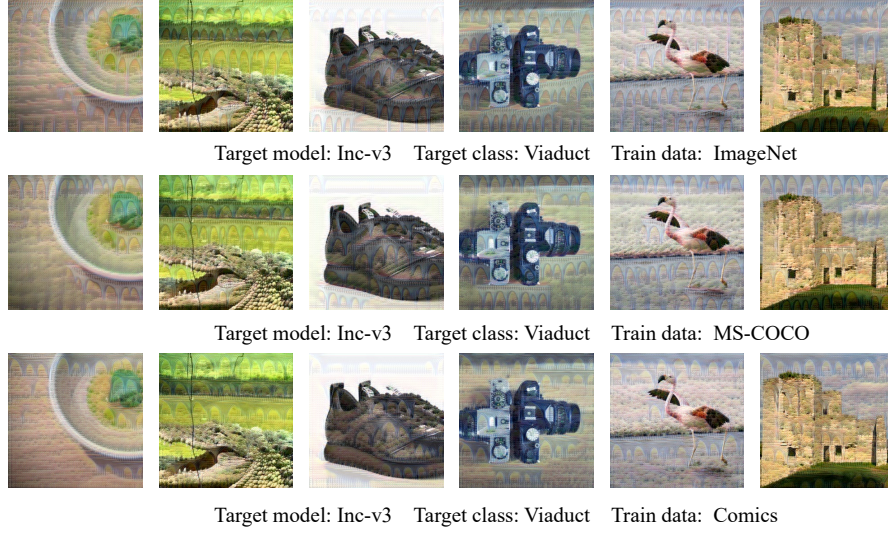 Target model: Inc-v3 Target class: Viaduct Train data: ImageNet
Target model: Inc-v3 Target class: Viaduct Train data: MS-COCO
Target model: Inc-v3 Target class: Viaduct Train data: Comics